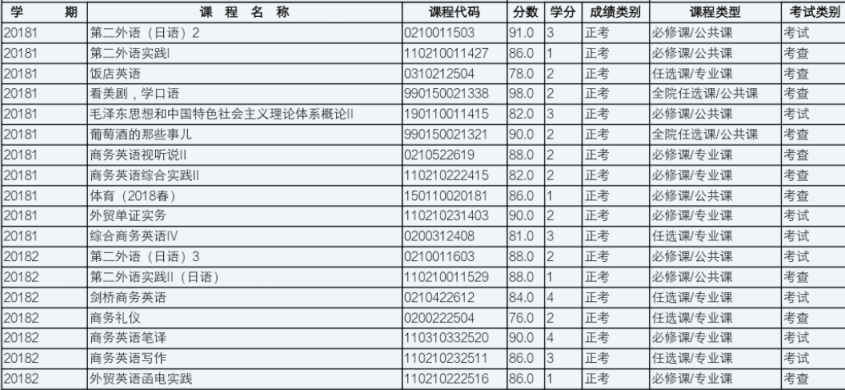 学 期 课 程 名 称 课程代码 分数 学分 成绩类别 课程类型 考试类别
20181 第二外语（日语）2 0210011503 91.0 3 正考 必修课/公共课 考试
20181 第二外语实践I 110210011427 86.0 1 正考 必修课/公共课 考查
20181 饭店英语 0310212504 78.0 2 正考 任选课/专业课 考查
20181 看美剧，学口语 990150021338 98.0 2 正考 全院任选课/公共课 考查
20181 毛泽东思想和中国特色社会主义理论体系概论II 190110011415 82.0 3 正考 必修课/公共课 考试
20181 葡萄酒的那些事儿 990150021321 90.0 2 正考 全院任选课/公共课 考查
20181 商务英语视听说II 0210522619 88.0 2 正考 必修课/专业课 考查
20181 商务英语综合实践II 110210222415 82.0 2 正考 必修课/专业课 考查
20181 体育（2018春） 150110020181 86.0 1 正考 必修课/公共课 考查
20181 外贸单证实务 110210231403 90.0 2 正考 必修课/专业课 考试
20181 综合商务英语IV 0200312408 81.0 3 正考 任选课/专业课 考试
20182 第二外语（日语）3 0210011603 88.0 2 正考 必修课/公共课 考试
20182 第二外语实践II（日语） 110210011529 88.0 1 正考 必修课/公共课 考查
20182 剑桥商务英语 0210422612 84.0 4 正考 任选课/专业课 考试
20182 商务礼仪 0200222504 76.0 2 正考 任选课/专业课 考查
20182 商务英语笔译 110310332520 90.0 4 正考 必修课/专业课 考试
20182 商务英语写作 110210232511 86.0 3 正考 任选课/专业课 考试
20182 外贸英语函电实践 110210222516 86.0 1 正考 必修课/专业课 考查